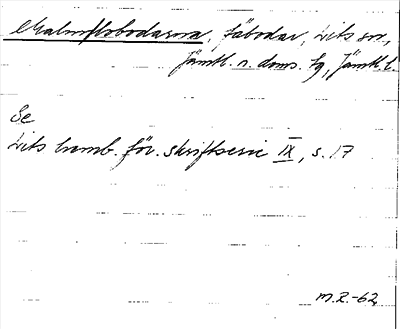 Malmflobodarna, fäbodar, Lits sn,
Jämtl. n. doms. tg, Jämtl. l.
Se
Lits hemb. för. skriftserie IX, s. 17
M.R.-62